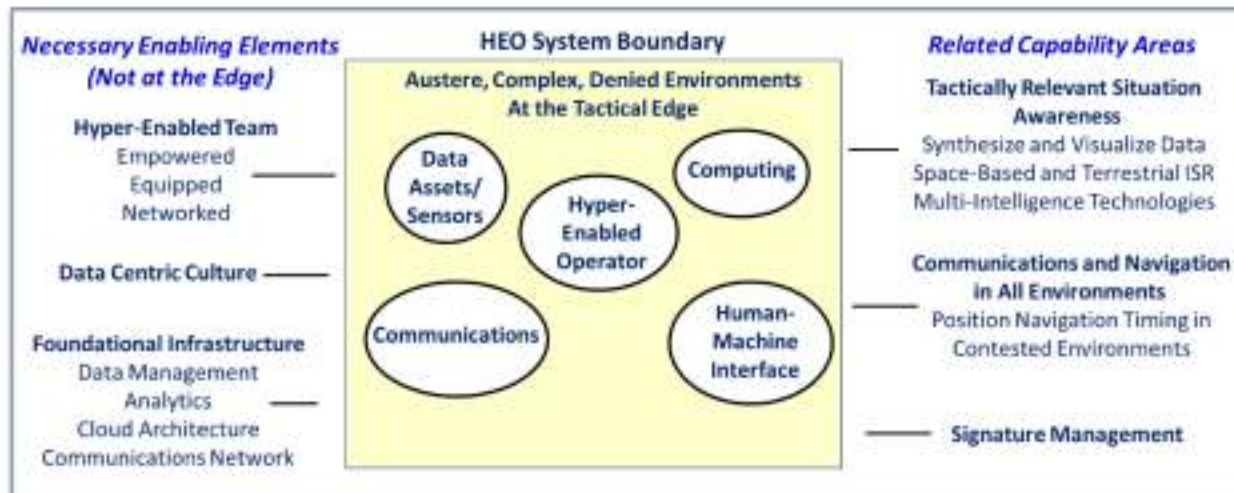 Necessary Enabling Elements
(Not at the Edge)
Hyper-Enabled Team
Empowered
Equipped
Networked
Data Centric Culture
Foundational Infrastructure
Data Management
Analytics
Cloud Architecture
Communications Network
HEO System Boundary
Austere, Complex, Denied Environments
At the Tactical Edge
Data
Assets/
Sensors
Computing
Hyper-
Enabled
Operator
Communications
Human-
Machine
Interface
Related Capability Areas
Tactically Relevant Situation
Awareness
Synthesize and Visualize Data
Space-Based and Terrestrial ISR
Multi-Intelligence Technologies
Communications and Navigation
in All Environments
Position Navigation Timing in
Contested Environments
Signature Management